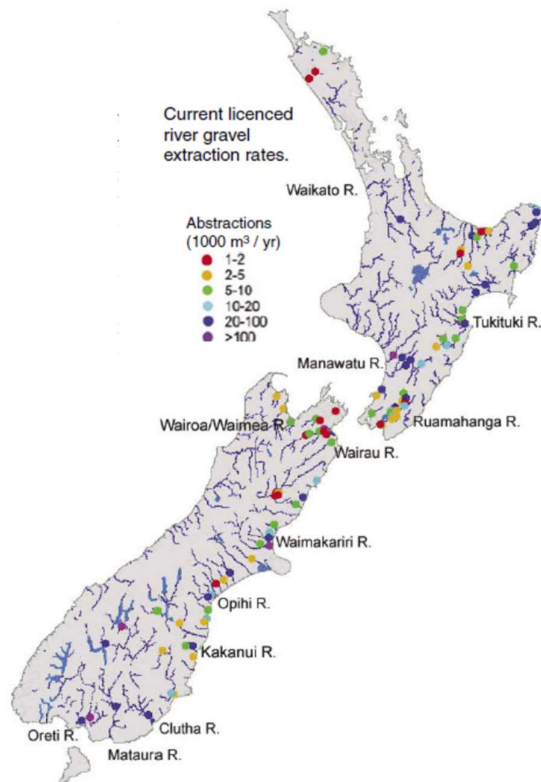 Current licenced
river gravel
extraction rates.
Waikato R.
Abstractions
(1000 m³ / yr)
1-2
2-5
5-10
10-20
20-100
>100
Tukituki R.
Manawatu R.
Ruamahanga R.
Wairoa/Waimea R.
Wairau R.
Waimakariri R.
Opihi R.
Kakanui R.
Clutha R.
Oreti R.
Mataura R.